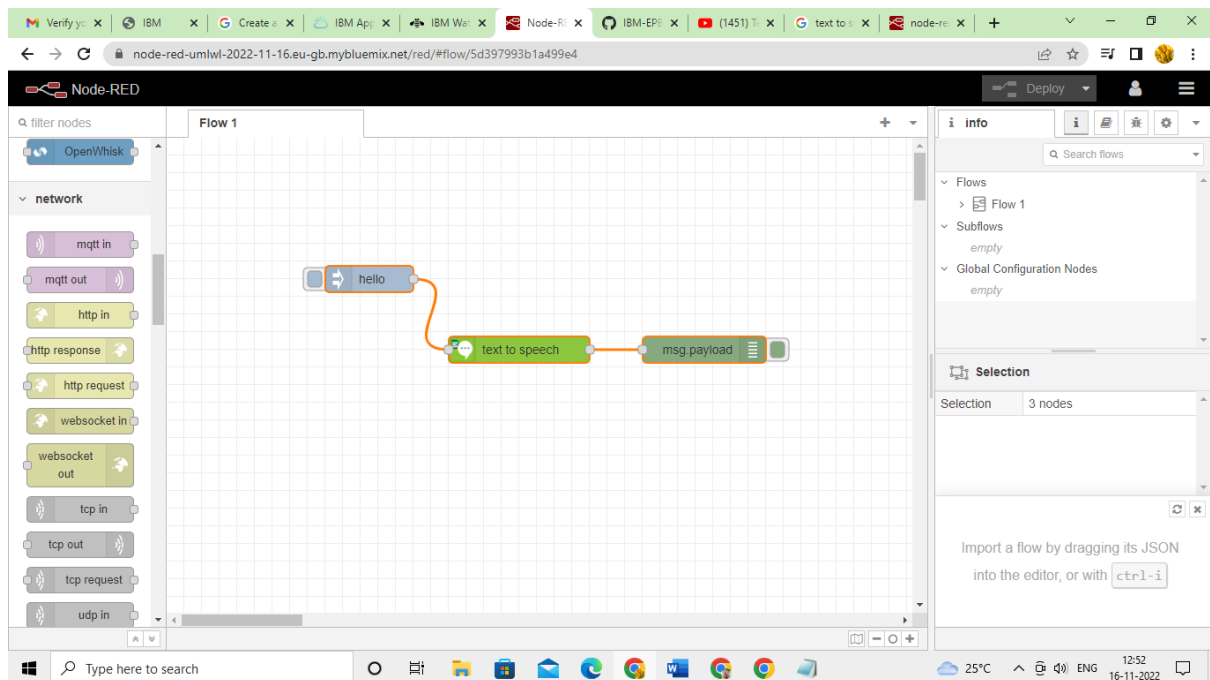 Verify yo
IBM
Create a
IBM App
IBM Wat
Node-RE
IBM-EPB
(1451) Te
text to s
node-re
node-red-umlwl-2022-11-16.eu-gb.mybluemix.net/red/#flow/5d397993b1a499e4
Node-RED
Deploy
filter nodes
Flow 1
i info
i
OpenWhisk
Search flows
network
Flows
Flow 1
Subflows
empty
Global Configuration Nodes
empty
mqtt in
mqtt out
http in
http response
http request
websocket in
websocket
out
tcp in
tcp out
tcp request
udp in
hello
text to speech
msg.payload
Selection
Selection 3 nodes
Import a flow by dragging its JSON
into the editor, or with ctrl-i
Type here to search
25°C
ENG
12:52
16-11-2022